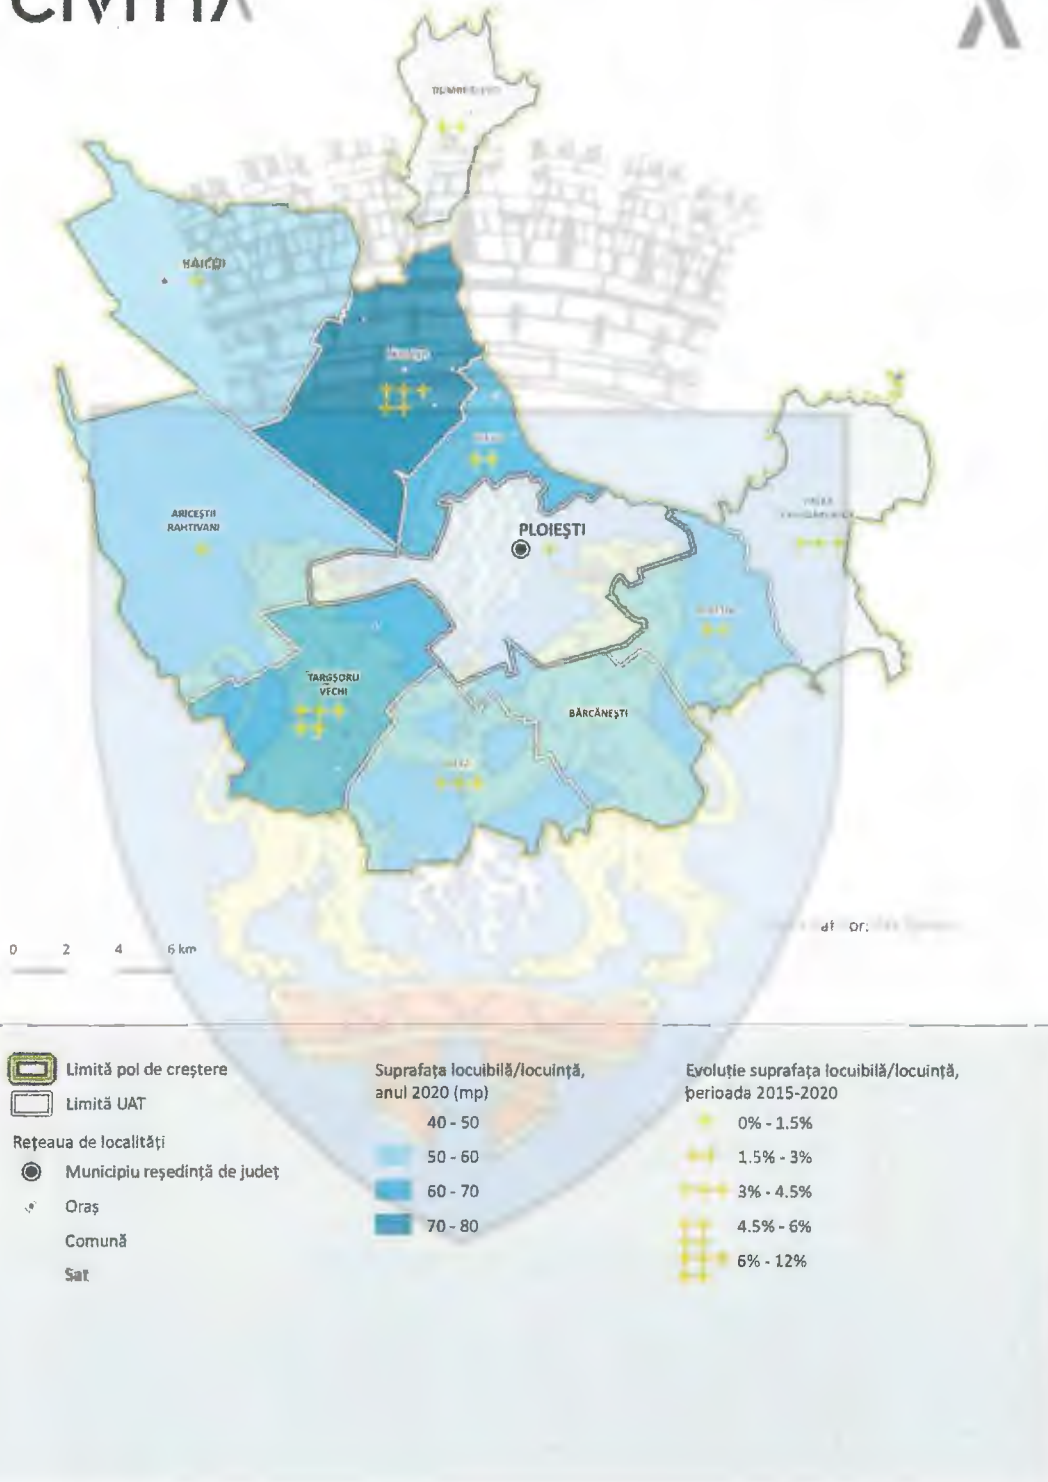 BĂICOI
ARICEȘTII
RAHTIVANI
PLOIEȘTI
TARGȘORU
VECHI
BĂRCĂNEȘTI
0 2 4 6 km
Limită pol de creștere
Limită UAT
Rețeaua de localități
Municipiu reședință de județ
Oraș
Comună
Sat
Suprafața locuibilă/locuință,
anul 2020 (mp)
40 - 50
50 - 60
60 - 70
70 - 80
Evoluție suprafața locuibilă/locuință,
perioada 2015-2020
0% - 1.5%
1.5% - 3%
3% - 4.5%
4.5% - 6%
6% - 12%